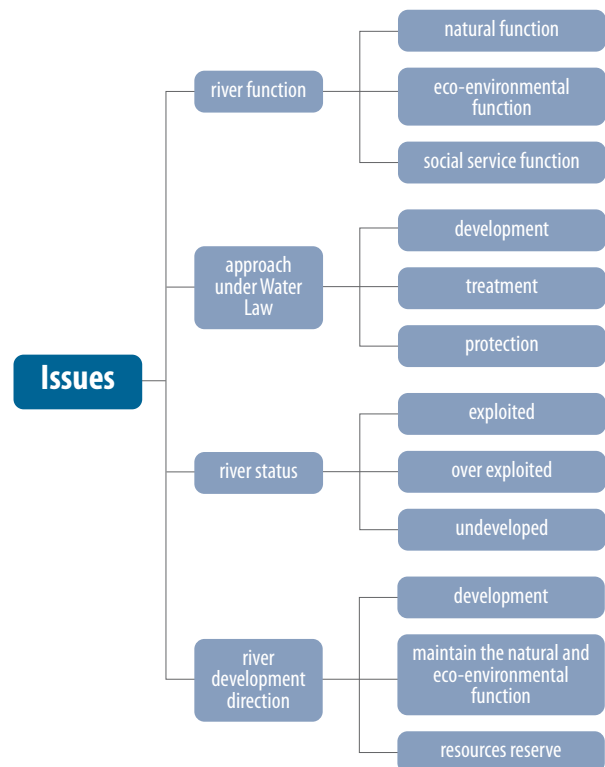 Issues
river function
natural function
eco-environmental
function
social service function
approach
under Water
Law
development
treatment
protection
river status
exploited
over exploited
undeveloped
river
development
direction
development
maintain the natural and
eco-environmental
function
resources reserve